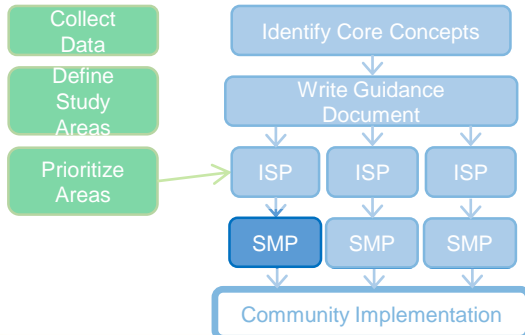 Collect
Data
Identify Core Concepts
Define
Study
Areas
Write Guidance
Document
Prioritize
Areas
ISP
ISP
ISP
SMP
SMP
SMP
Community Implementation